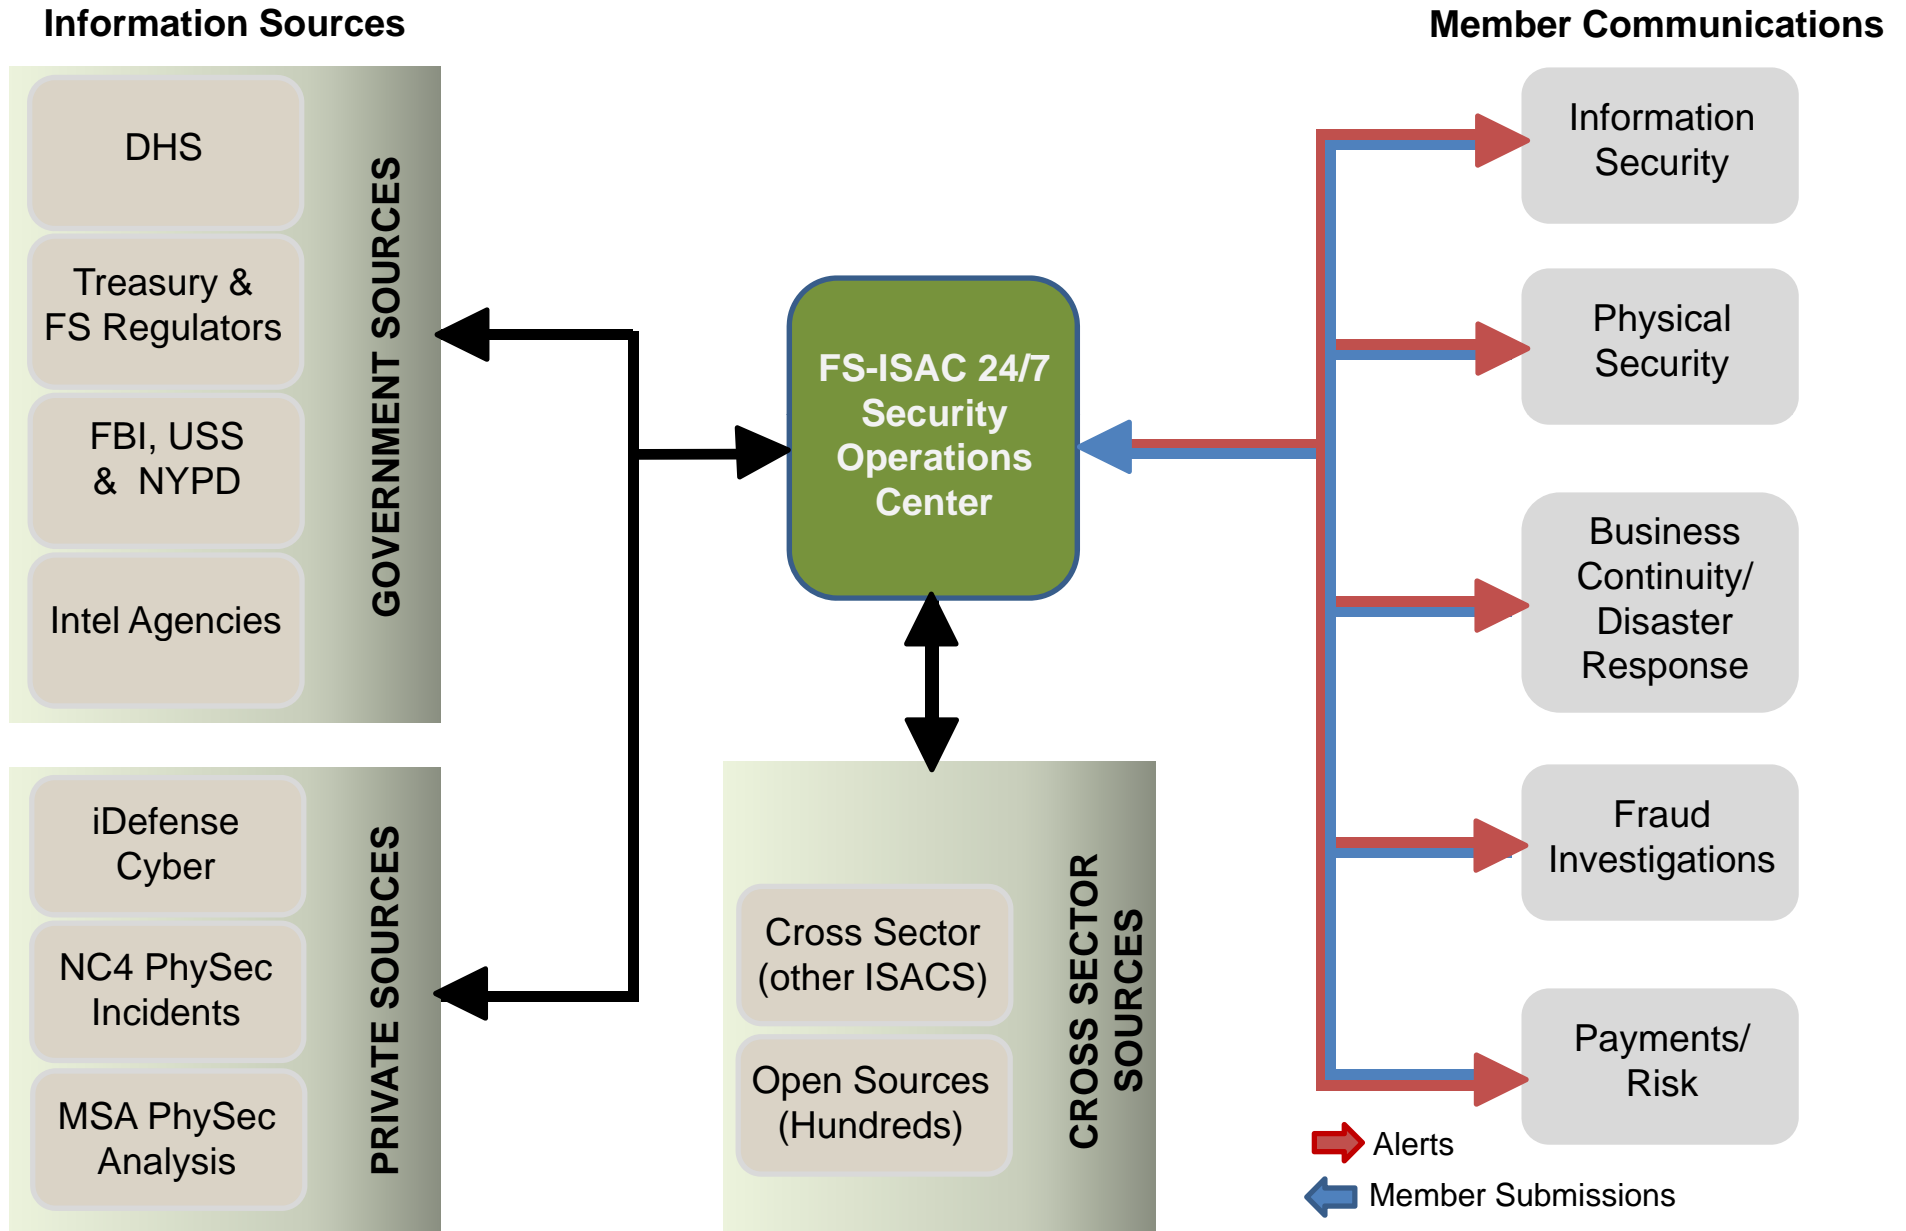 Information Sources
Member Communications
DHS
Treasury &
FS Regulators
FBI, USS
& NYPD
Intel Agencies
GOVERNMENT SOURCES
iDefense
Cyber
NC4 PhySec
Incidents
MSA PhySec
Analysis
PRIVATE SOURCES
FS-ISAC 24/7
Security
Operations
Center
Cross Sector
(other ISACS)
Open Sources
(Hundreds)
CROSS SECTOR
SOURCES
Information
Security
Physical
Security
Business
Continuity/
Disaster
Response
Fraud
Investigations
Payments/
Risk
Alerts
Member Submissions